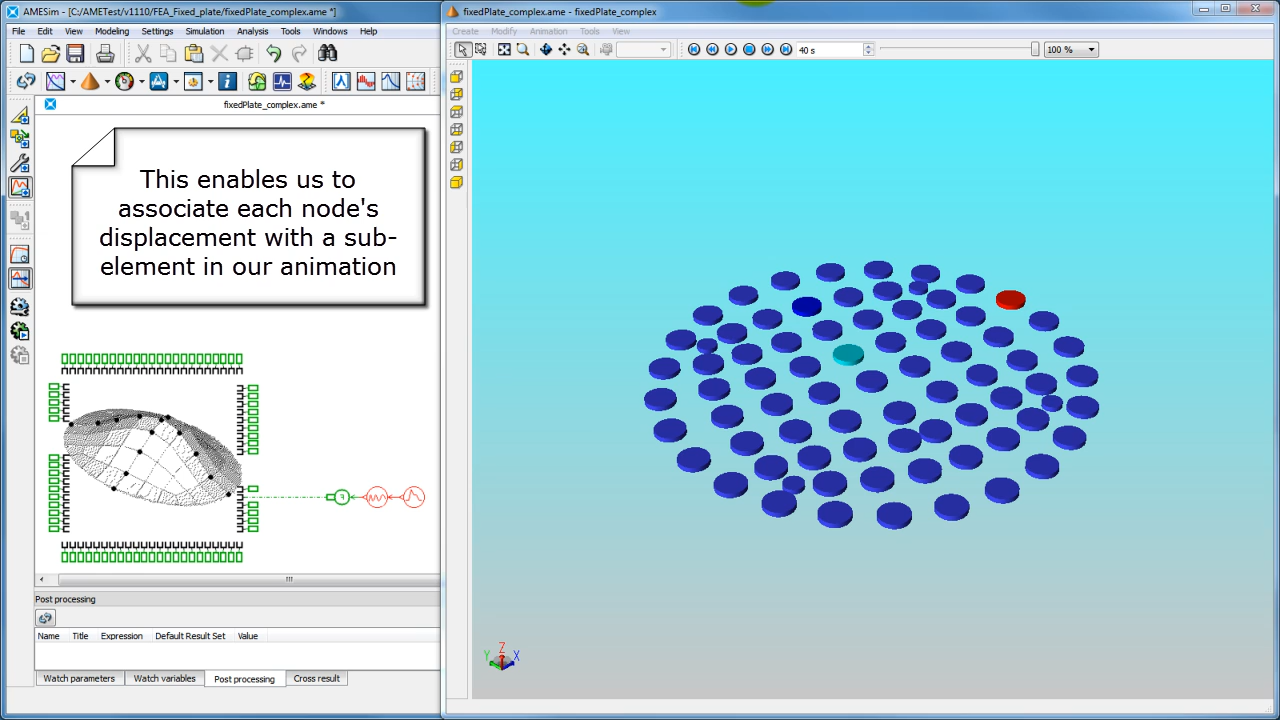 AMESim - [C:/AMETest/v1110/FEA_Fixed_plate/fixedPlate_complex.ame *]
File Edit View Modeling Settings Simulation Analysis Tools Windows Help
fixedPlate_complex.ame *
This enables us to
associate each node's
displacement with a sub-
element in our animation
Post processing
Name Title Expression Default Result Set Value
Watch parameters Watch variables Post processing Cross result
fixedPlate_complex.ame - fixedPlate_complex
Create Modify Animation Tools View
40 s 100 %
Z
Y X